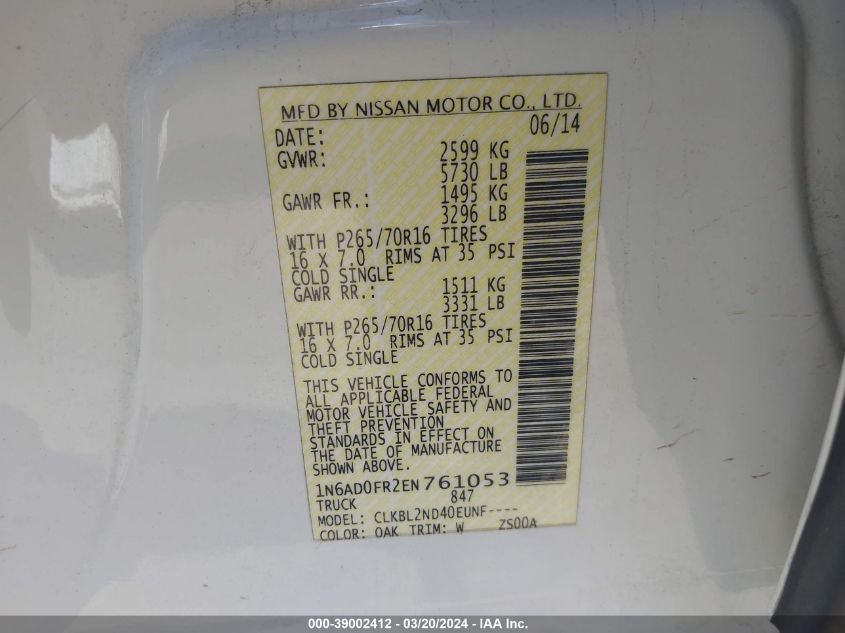 MFD BY NISSAN MOTOR CO., LTD.
DATE: 06/14
GVWR: 2599 KG
5730 LB
GAWR FR.: 1495 KG
3296 LB
WITH P265/70R16 TIRES
16 X 7.0 RIMS AT 35 PSI
COLD SINGLE
GAWR RR.: 1511 KG
3331 LB
WITH P265/70R16 TIRES
16 X 7.0 RIMS AT 35 PSI
COLD SINGLE
THIS VEHICLE CONFORMS TO
ALL APPLICABLE FEDERAL
MOTOR VEHICLE SAFETY AND
THEFT PREVENTION
STANDARDS IN EFFECT ON
THE DATE OF MANUFACTURE
SHOWN ABOVE.
1N6AD0FR2EN761053
TRUCK 847
MODEL: CLKBL2ND40EUNF----
COLOR: QAK TRIM: W ZS00A
000-39002412 - 03/20/2024 - IAA Inc.